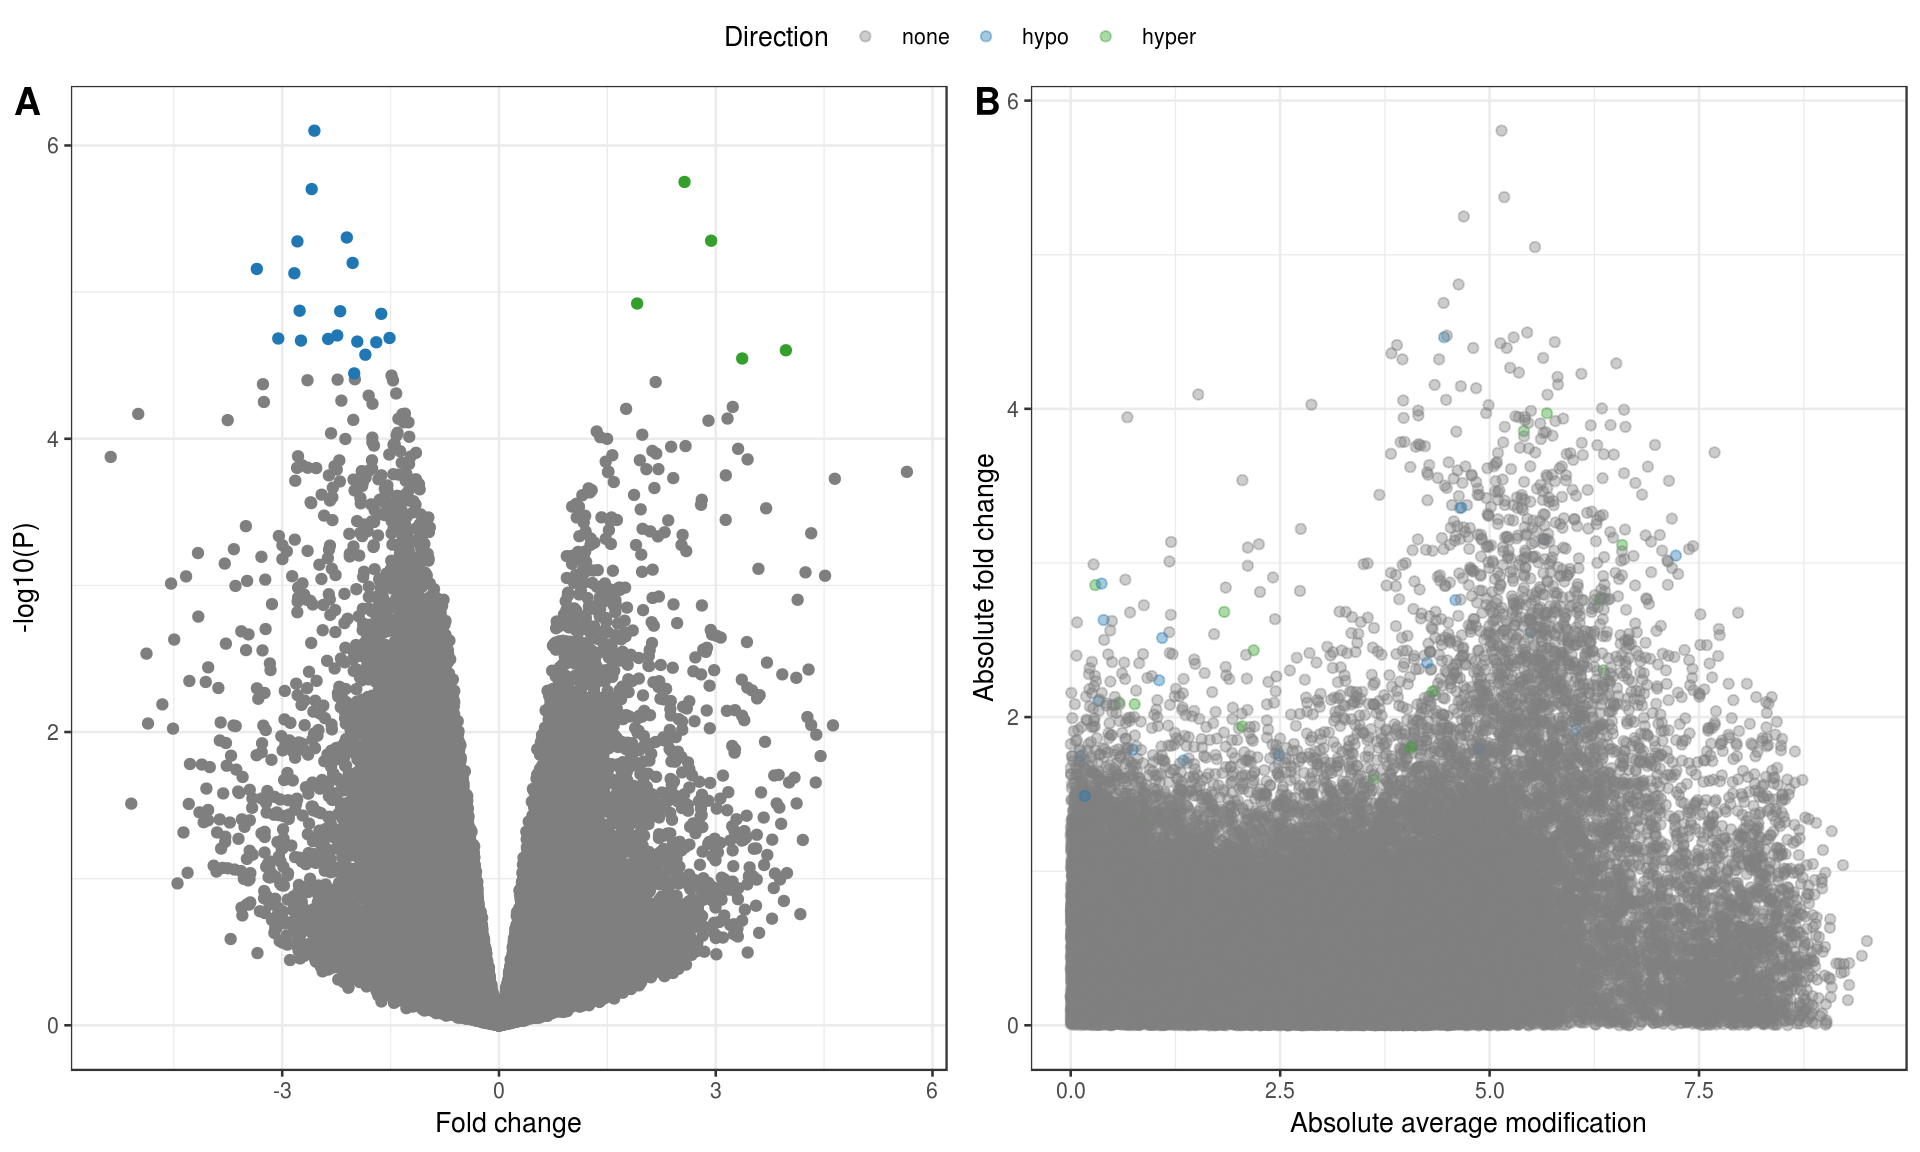 Direction none hypo hyper
A
B
6
4
2
0
-log10(P)
-3 0 3 6
Fold change
6
4
2
0
Absolute fold change
0.0 2.5 5.0 7.5
Absolute average modification